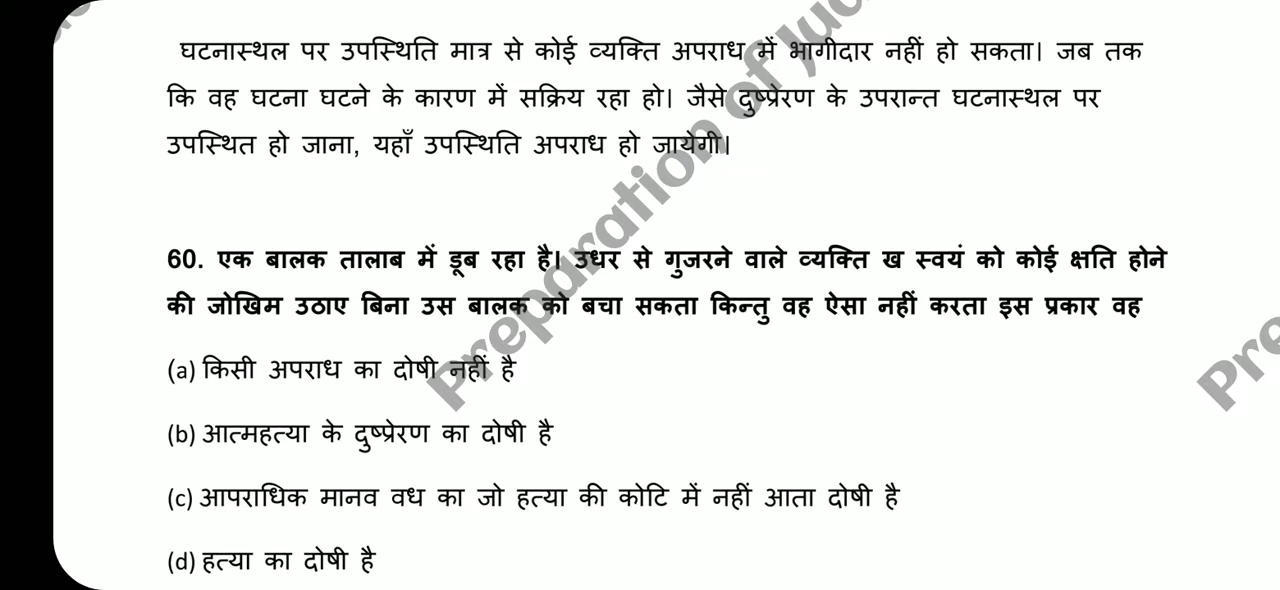 घटनास्थल पर उपस्थिति मात्र से कोई व्यक्ति अपराध में भागीदार नहीं हो सकता। जब तक
कि वह घटना घटने के कारण में सक्रिय रहा हो। जैसे दुष्प्रेरण के उपरान्त घटनास्थल पर
उपस्थित हो जाना, यहाँ उपस्थिति अपराध हो जायेगी।
60. एक बालक तालाब में डूब रहा है। उधर से गुजरने वाले व्यक्ति ख स्वयं को कोई क्षति होने
की जोखिम उठाए बिना उस बालक को बचा सकता किन्तु वह ऐसा नहीं करता इस प्रकार वह
(a) किसी अपराध का दोषी नहीं है
(b) आत्महत्या के दुष्प्रेरण का दोषी है
(c) आपराधिक मानव वध का जो हत्या की कोटि में नहीं आता दोषी है
(d) हत्या का दोषी है
Preparation of Ju
Pre